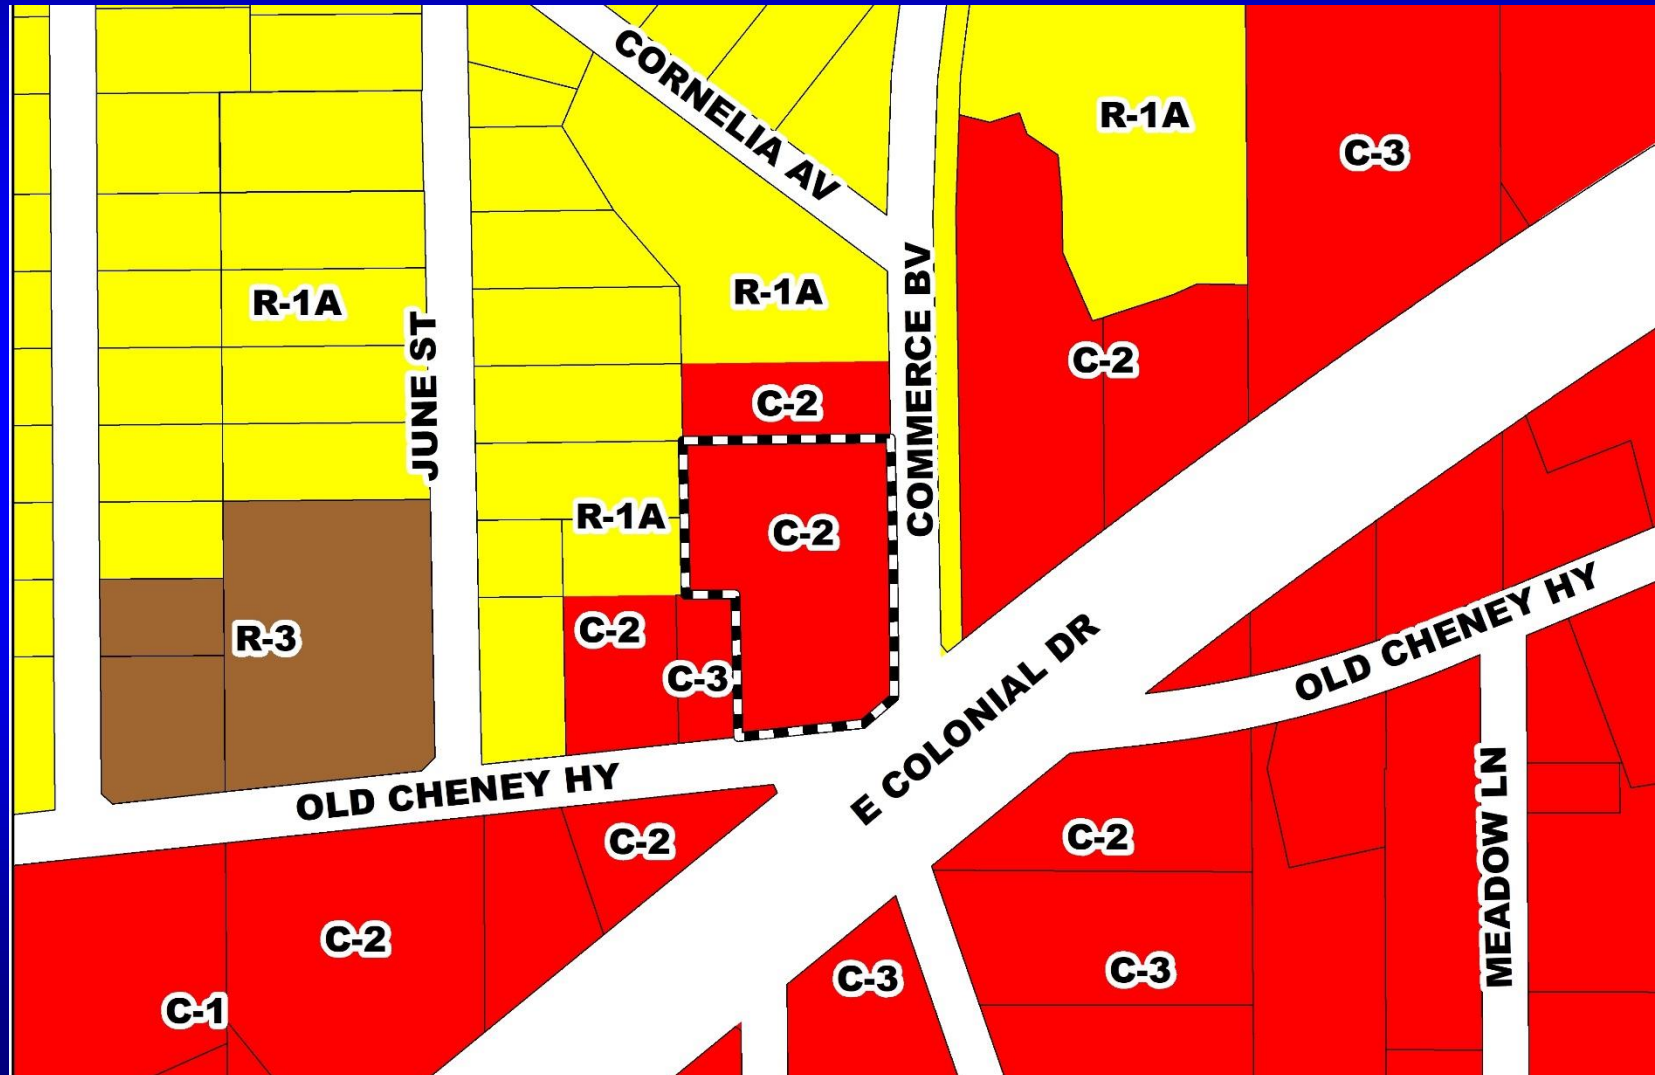 CORNELIA AV
R-1A
C-3
R-1A
R-1A
JUNE ST
COMMERCE BV
C-2
C-2
R-1A
C-2
R-3
C-2
C-3
E COLONIAL DR
OLD CHENEY HY
OLD CHENEY HY
C-2
C-2
MEADOW LN
C-2
C-3
C-3
C-1